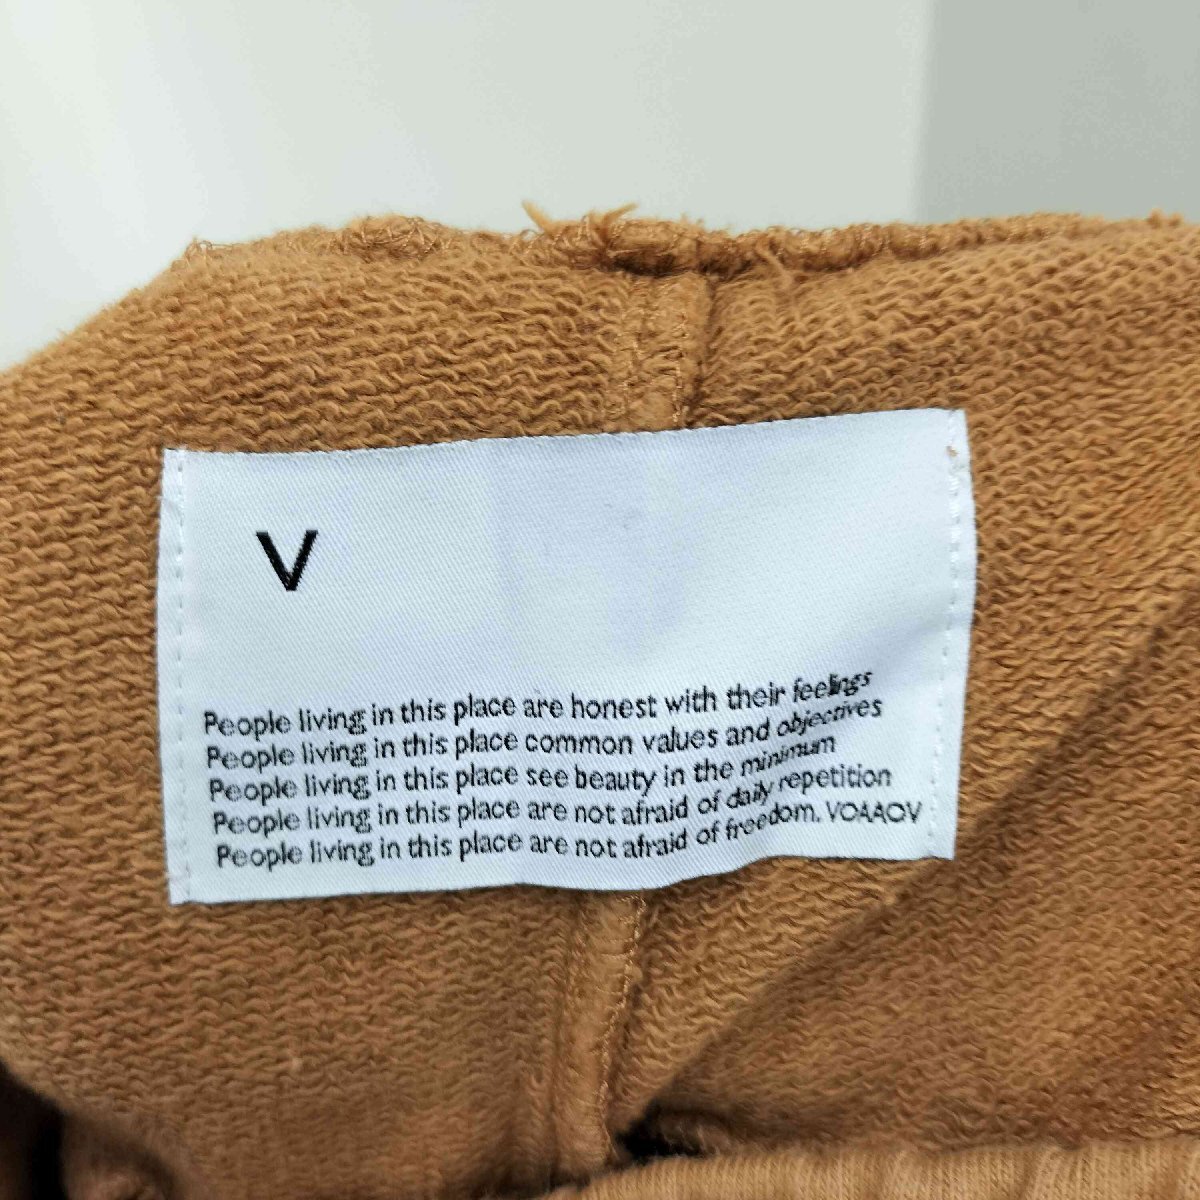 V
People living in this place are honest with their feelings
People living in this place common values and objectives
People living in this place see beauty in the minimum
People living in this place are not afraid of daily repetition
People living in this place are not afraid of freedom. VOAAOV